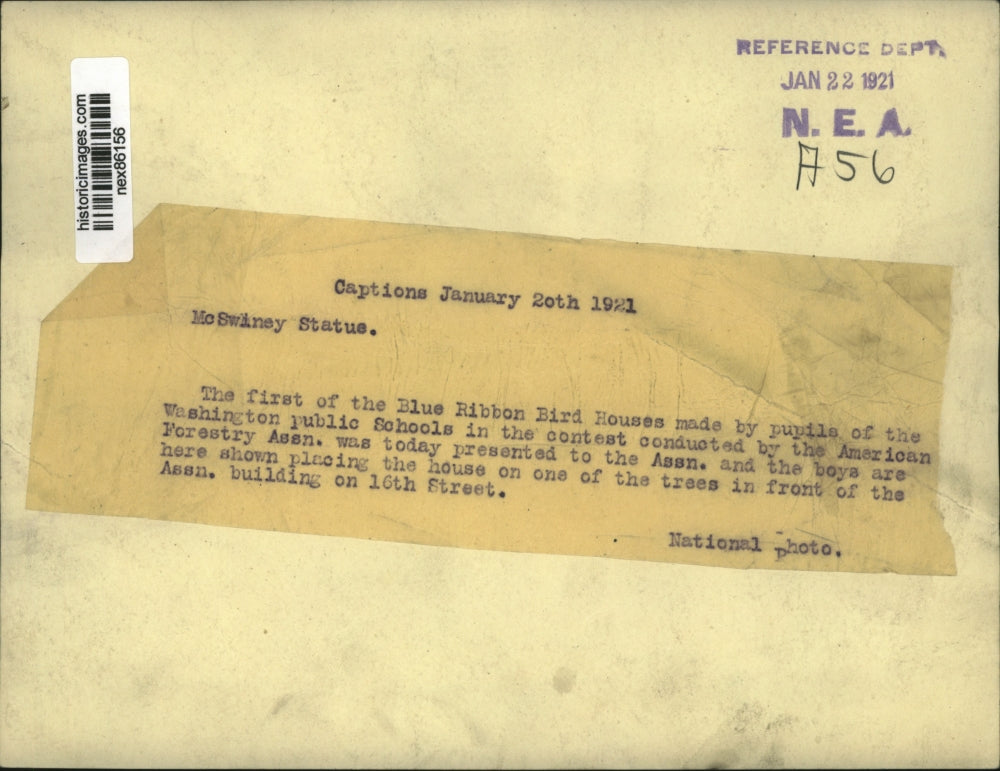 REFERENCE DEPT.
JAN 22 1921
N. E. A.
A56
historicimages.com
nex86156
Captions January 20th 1921
McSwiney Statue.
The first of the Blue Ribbon Bird Houses made by pupils of the
Washington public Schools in the contest conducted by the American
Forestry Assn. was today presented to the Assn. and the boys are
here shown placing the house on one of the trees in front of the
Assn. building on 16th Street.
National Photo.